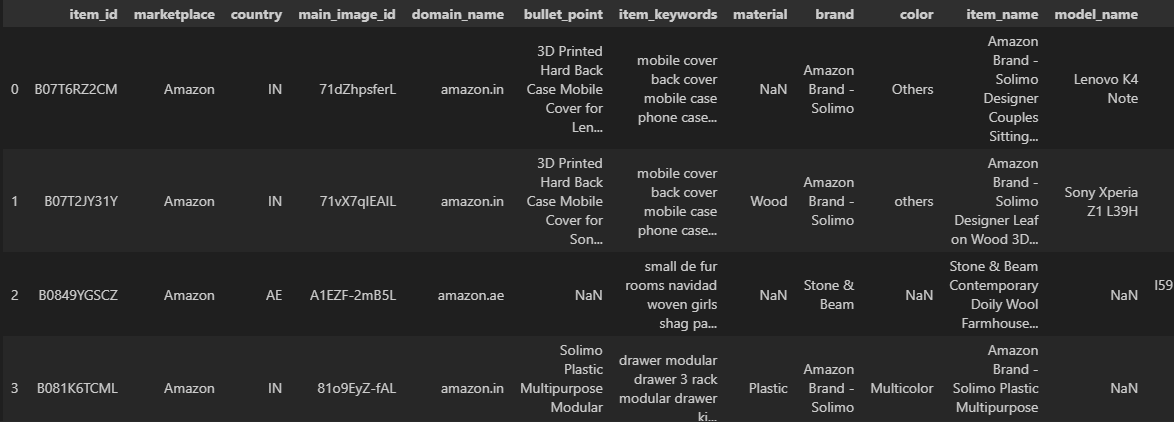 item_id marketplace country main_image_id domain_name bullet_point item_keywords material brand color item_name model_name
0 B07T6RZ2CM Amazon IN 71dZhpsferL amazon.in 3D Printed Hard Back Case Mobile Cover for Len... mobile cover back cover mobile case phone case... NaN Amazon Brand - Solimo Others Amazon Brand - Solimo Designer Couples Sitting... Lenovo K4 Note
1 B07T2JY31Y Amazon IN 71vX7qIEAIL amazon.in 3D Printed Hard Back Case Mobile Cover for Son... mobile cover back cover mobile case phone case... Wood Amazon Brand - Solimo others Amazon Brand - Solimo Designer Leaf on Wood 3D... Sony Xperia Z1 L39H
2 B0849YGSCZ Amazon AE A1EZF-2mB5L amazon.ae NaN small de fur rooms navidad woven girls shag pa... NaN Stone & Beam NaN Stone & Beam Contemporary Doily Wool Farmhouse... NaN I59
3 B081K6TCML Amazon IN 81o9EyZ-fAL amazon.in Solimo Plastic Multipurpose Modular drawer modular drawer 3 rack modular drawer ki... Plastic Amazon Brand - Solimo Multicolor Amazon Brand - Solimo Plastic Multipurpose NaN